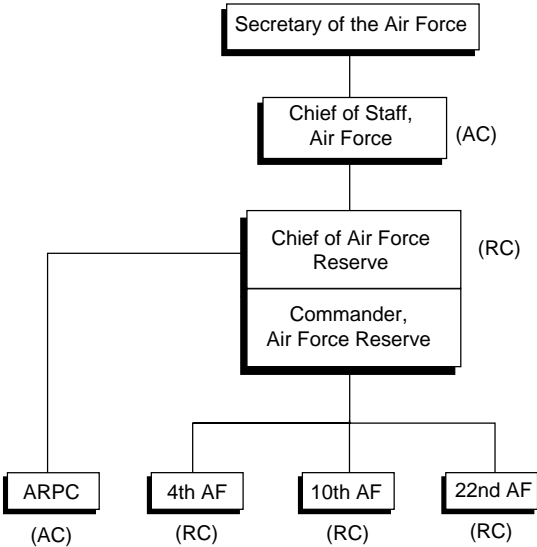 Secretary of the Air Force
Chief of Staff,
Air Force
(AC)
Chief of Air Force
Reserve
(RC)
Commander,
Air Force Reserve
ARPC
4th AF
10th AF
22nd AF
(AC)
(RC)
(RC)
(RC)